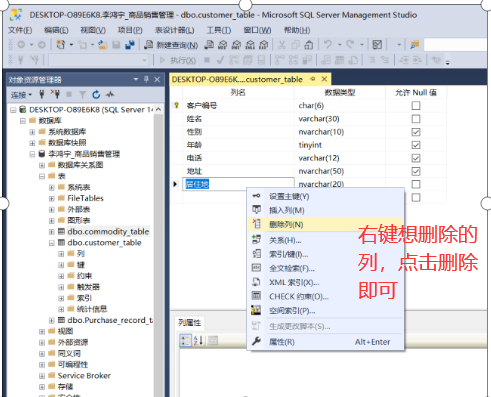 DESKTOP-O89E6K8.李鸿宇_商品销售管理 - dbo.customer_table - Microsoft SQL Server Management Studio
文件(F) 编辑(E) 视图(V) 项目(P) 表设计器(L) 工具(T) 窗口(W) 帮助(H)
新建查询(N)
执行(X)
对象资源管理器
连接
DESKTOP-O89E6K8 (SQL Server 14
数据库
系统数据库
数据库快照
李鸿宇_商品销售管理
数据库关系图
表
系统表
FileTables
外部表
图形表
dbo.commodity_table
dbo.customer_table
列
键
约束
触发器
索引
统计信息
dbo.Purchase_record_ta
视图
外部资源
同义词
可编程性
Service Broker
存储
安全性
DESKTOP-O89E6K....customer_table
列名 数据类型 允许 Null 值
客户编号 char(6)
姓名 varchar(30)
性别 nvarchar(10)
年龄 tinyint
电话 varchar(12)
地址 nvarchar(50)
居住地 nvarchar(20)
设置主键(Y)
插入列(M)
删除列(N)
关系(H)...
索引/键(I)...
全文检索(F)...
XML 索引(X)...
CHECK 约束(O)...
空间索引(P)...
生成更改脚本(S)...
属性(R) Alt+Enter
右键想删除的
列，点击删除
即可
列属性